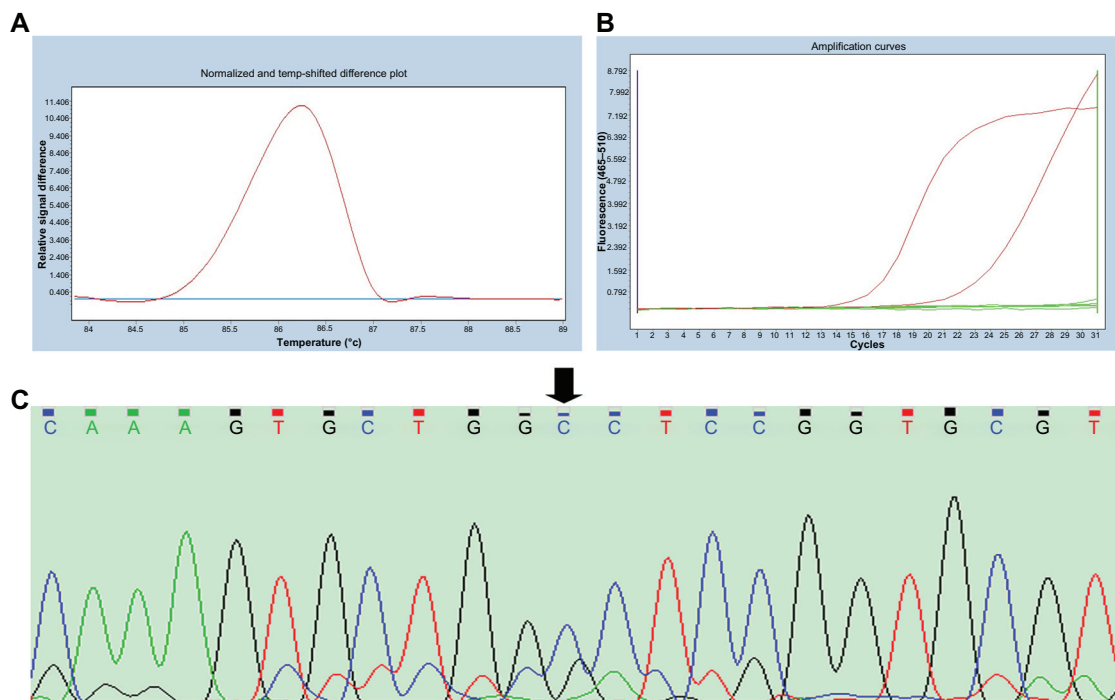 A
Normalized and temp-shifted difference plot
Relative signal difference
11.406
10.406
9.406
8.406
7.406
6.406
5.406
4.406
3.406
2.406
1.406
0.406
84 84.5 85 85.5 86 86.5 87 87.5 88 88.5 89
Temperature (°c)
B
Amplification curves
Fluorescence (465–510)
8.792
7.992
7.192
6.392
5.592
4.792
3.992
3.192
2.392
1.592
0.792
1 2 3 4 5 6 7 8 9 10 11 12 13 14 15 16 17 18 19 20 21 22 23 24 25 26 27 28 29 30 31
Cycles
C
C A A A G T G C T G G C C T C C G G T G C G T